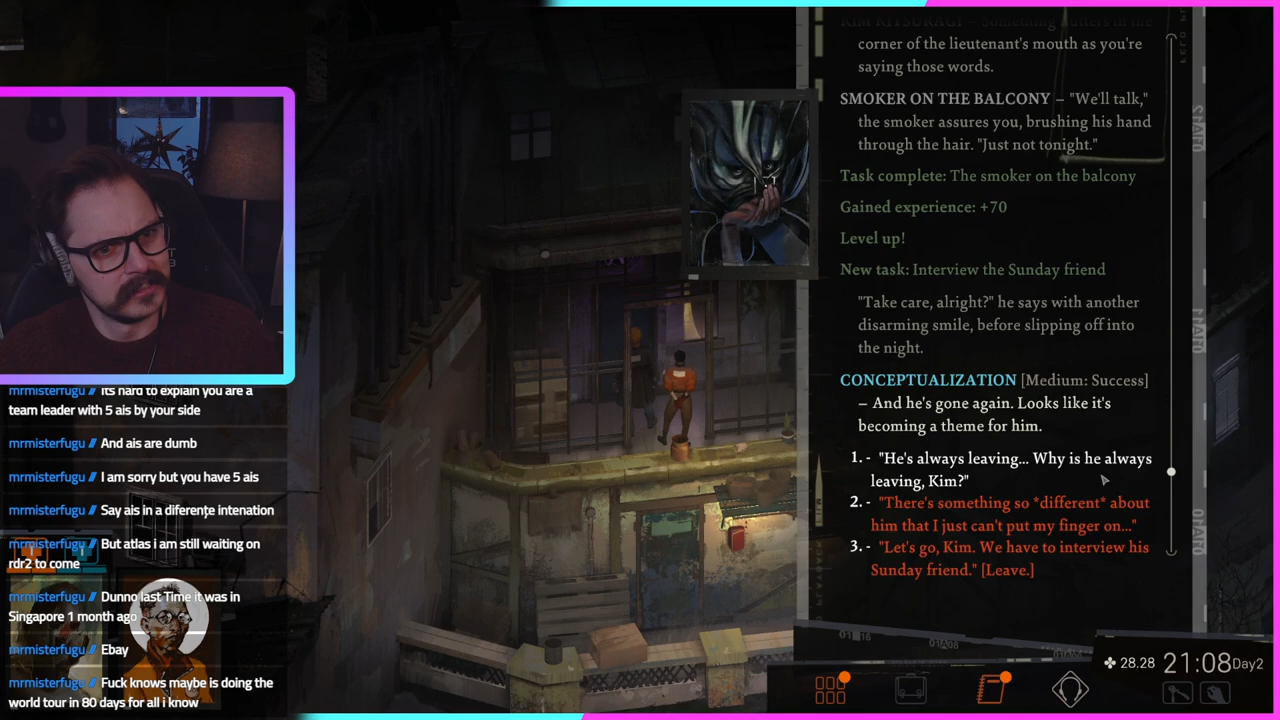 KIM KITSURAGI – Something flutters in the
corner of the lieutenant's mouth as you're
saying those words.
SMOKER ON THE BALCONY – "We'll talk,"
the smoker assures you, brushing his hand
through the hair. "Just not tonight."
Task complete: The smoker on the balcony
Gained experience: +70
Level up!
New task: Interview the Sunday friend
"Take care, alright?" he says with another
disarming smile, before slipping off into
the night.
CONCEPTUALIZATION [Medium: Success]
– And he's gone again. Looks like it's
becoming a theme for him.
1. - "He's always leaving... Why is he always
leaving, Kim?"
2. - "There's something so *different* about
him that I just can't put my finger on..."
3. - "Let's go, Kim. We have to interview his
Sunday friend." [Leave.]
28.28 21:08 Day2
mrmisterfugu // Its hard to explain you are a
team leader with 5 ais by your side
mrmisterfugu // And ais are dumb
mrmisterfugu // I am sorry but you have 5 ais
mrmisterfugu // Say ais in a diferente intenation
mrmisterfugu // But atlas i am still waiting on
rdr2 to come
mrmisterfugu // Dunno last Time it was in
Singapore 1 month ago
mrmisterfugu // Ebay
mrmisterfugu // Fuck knows maybe is doing the
world tour in 80 days for all i know